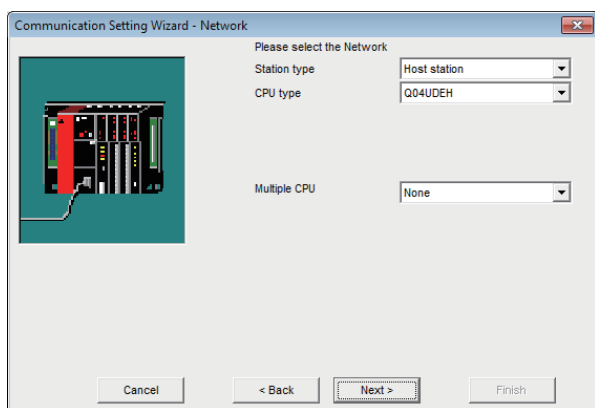 Communication Setting Wizard - Network
Please select the Network
Station type Host station
CPU type Q04UDEH
Multiple CPU None
Cancel < Back Next > Finish